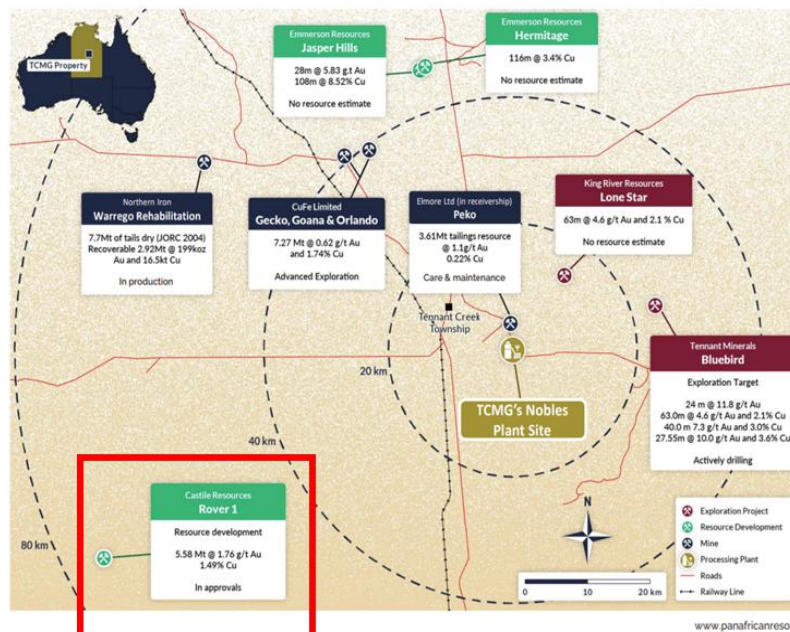 TCMG Property
Emmerson Resources
Jasper Hills
28m @ 5.83 g.t Au
108m @ 8.52% Cu
No resource estimate
Emmerson Resources
Hermitage
116m @ 3.4% Cu
No resource estimate
Northern Iron
Warrego Rehabilitation
7.7Mt of tails dry (JORC 2004)
Recoverable 2.92Mt @ 199koz
Au and 16.5kt Cu
In production
CuFe Limited
Gecko, Goana & Orlando
7.27 Mt @ 0.62 g/t Au
and 1.74% Cu
Advanced Exploration
Elmore Ltd (in receivership)
Peko
3.61Mt tailings resource
@ 1.1g/t Au
0.22% Cu
Care & maintenance
King River Resources
Lone Star
63m @ 4.6 g/t Au and 2.1 % Cu
No resource estimate
Tennant Creek
Township
TCMG's Nobles
Plant Site
Tennant Minerals
Bluebird
Exploration Target
24 m @ 11.8 g/t Au
63.0m @ 4.6 g/t Au and 2.1% Cu
40.0 m 7.3 g/t Au and 3.0% Cu
27.55m @ 10.0 g/t Au and 3.6% Cu
Actively drilling
20 km
40 km
80 km
Castile Resources
Rover 1
Resource development
5.58 Mt @ 1.76 g/t Au
1.49% Cu
In approvals
N
0 10 20 km
Exploration Project
Resource Development
Mine
Processing Plant
Roads
Railway Line
www.panafricanreso